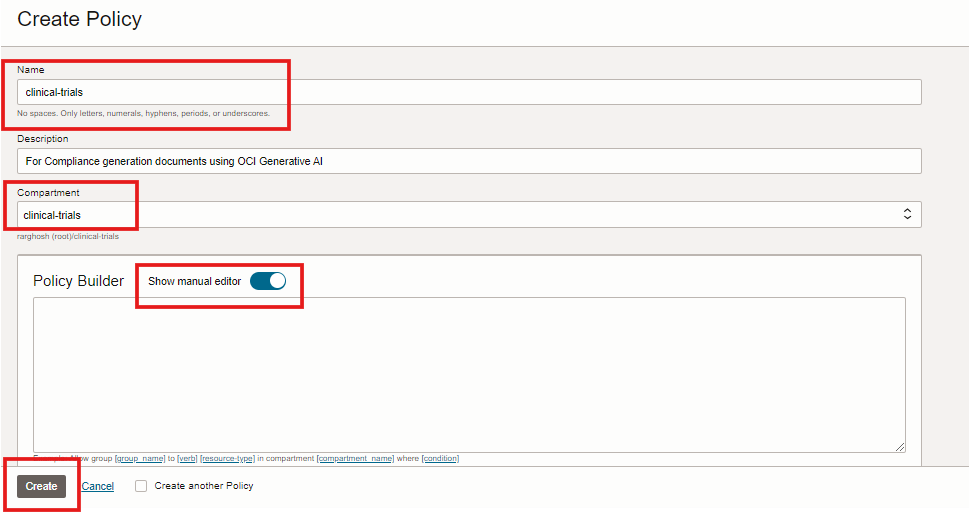 Create Policy
Name
clinical-trials
No spaces. Only letters, numerals, hyphens, periods, or underscores.
Description
For Compliance generation documents using OCI Generative AI
Compartment
clinical-trials
rarghosh (root)/clinical-trials
Policy Builder Show manual editor
Example: Allow group [group_name] to [verb] [resource-type] in compartment [compartment_name] where [condition]
Create Cancel Create another Policy